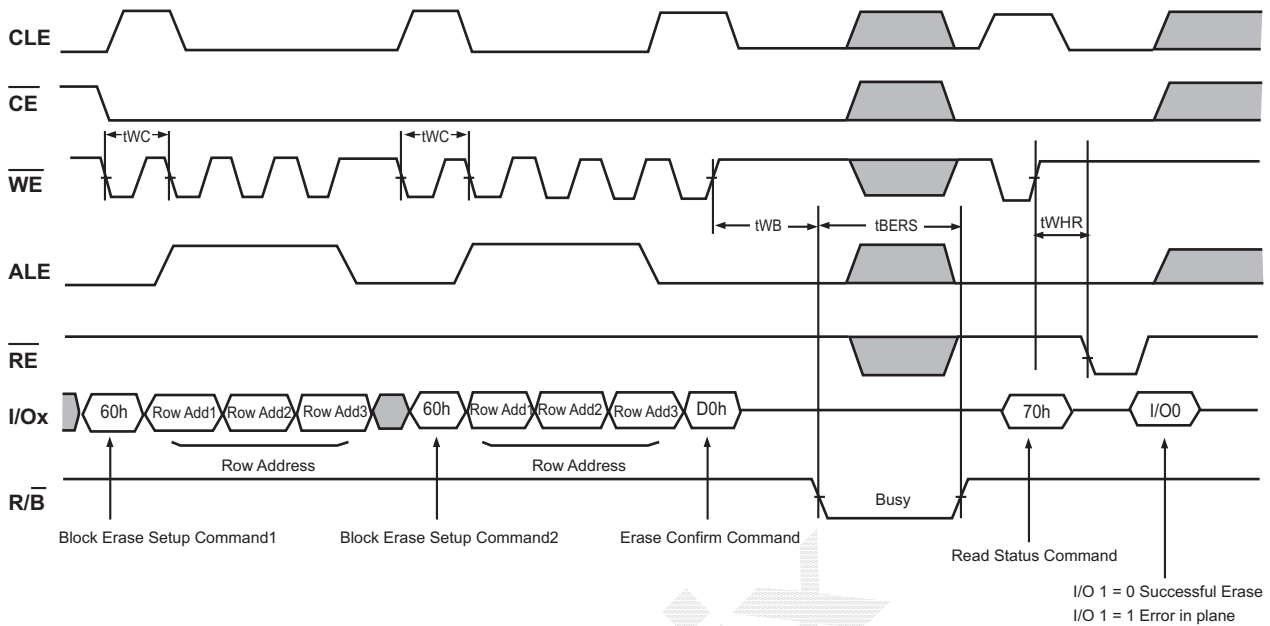 CLE
CE
tWC
tWC
WE
tWB
tBERS
tWHR
ALE
RE
I/Ox
60h
Row Add1
Row Add2
Row Add3
60h
Row Add1
Row Add2
Row Add3
D0h
70h
I/O0
Row Address
Row Address
R/B
Busy
Block Erase Setup Command1
Block Erase Setup Command2
Erase Confirm Command
Read Status Command
I/O 1 = 0 Successful Erase
I/O 1 = 1 Error in plane